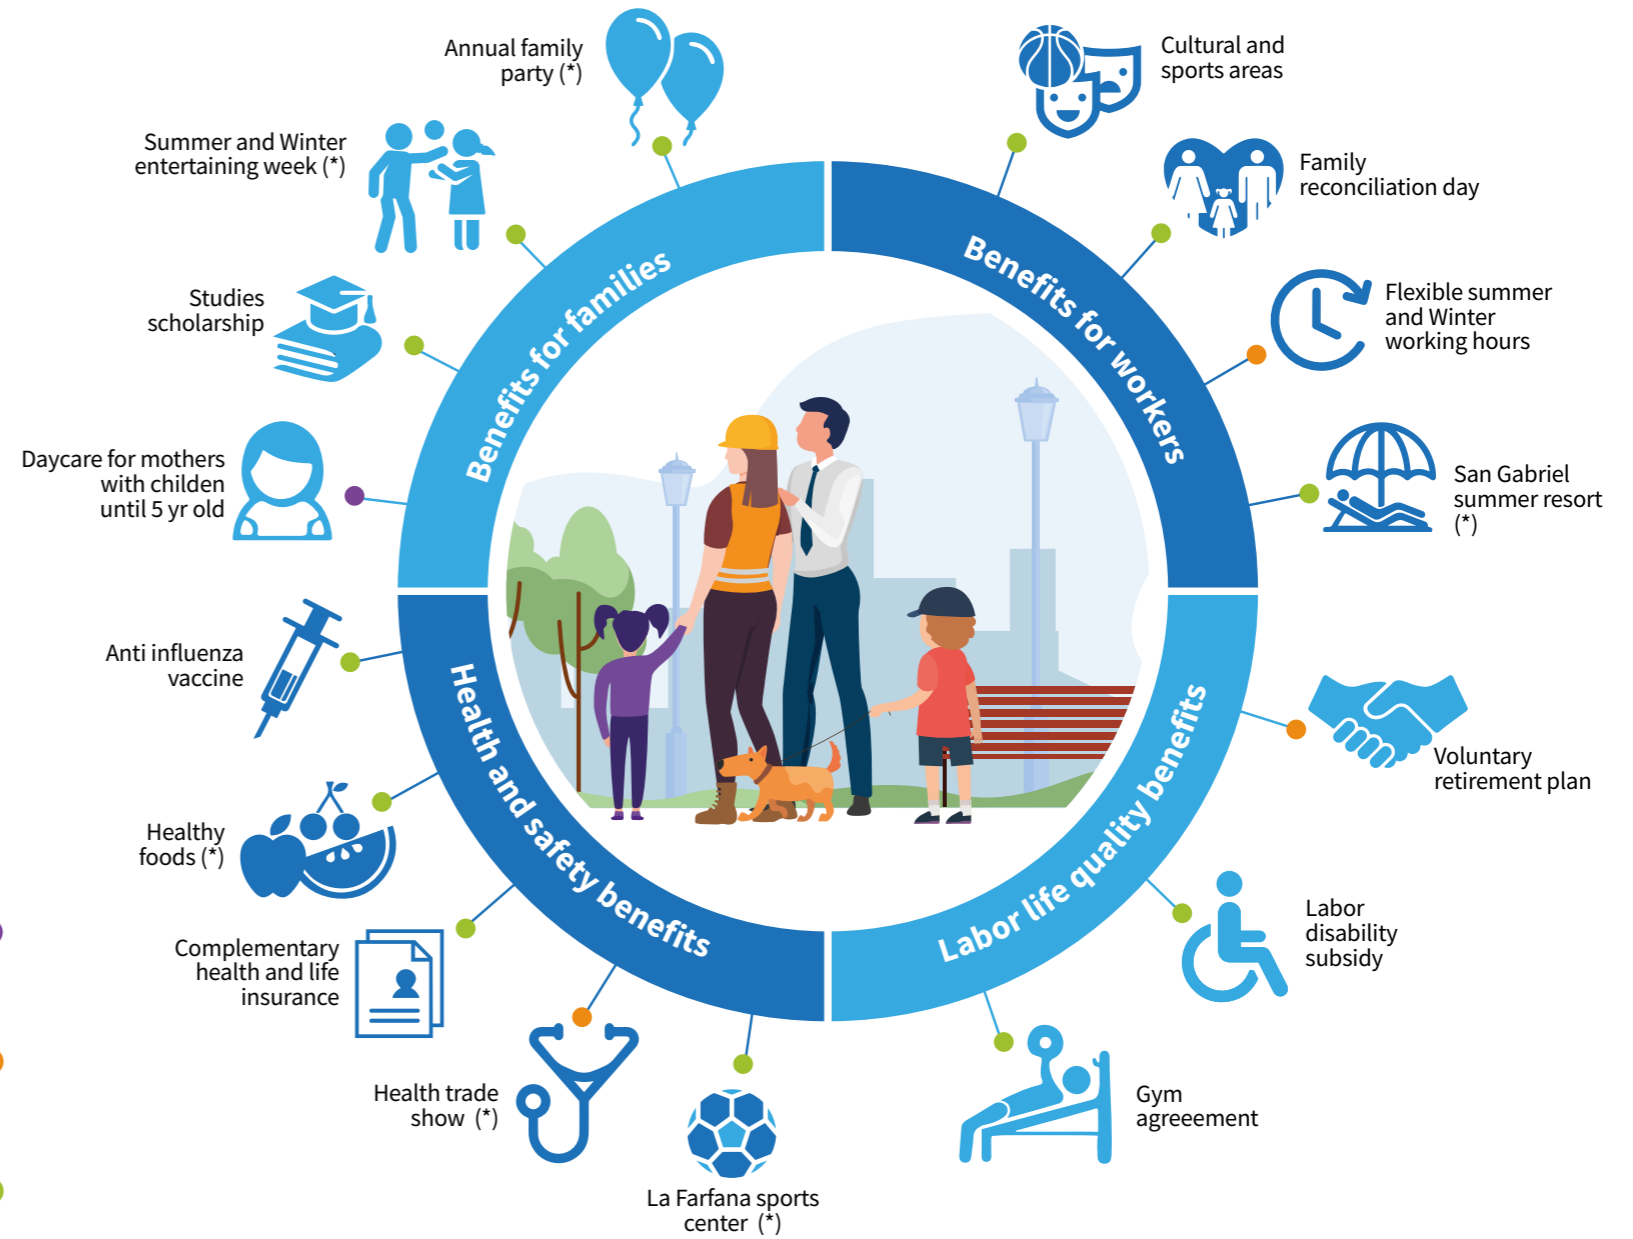 Annual family
party (*)
Summer and Winter
entertaining week (*)
Studies
scholarship
Daycare for mothers
with childen
until 5 yr old
Benefits for families
Cultural and
sports areas
Family
reconciliation day
Flexible summer
and Winter
working hours
San Gabriel
summer resort
(*)
Benefits for workers
Anti influenza
vaccine
Healthy
foods (*)
Complementary
health and life
insurance
Health trade
show (*)
La Farfana sports
center (*)
Health and safety benefits
Voluntary
retirement plan
Labor
disability
subsidy
Gym
agreeement
Labor life quality benefits